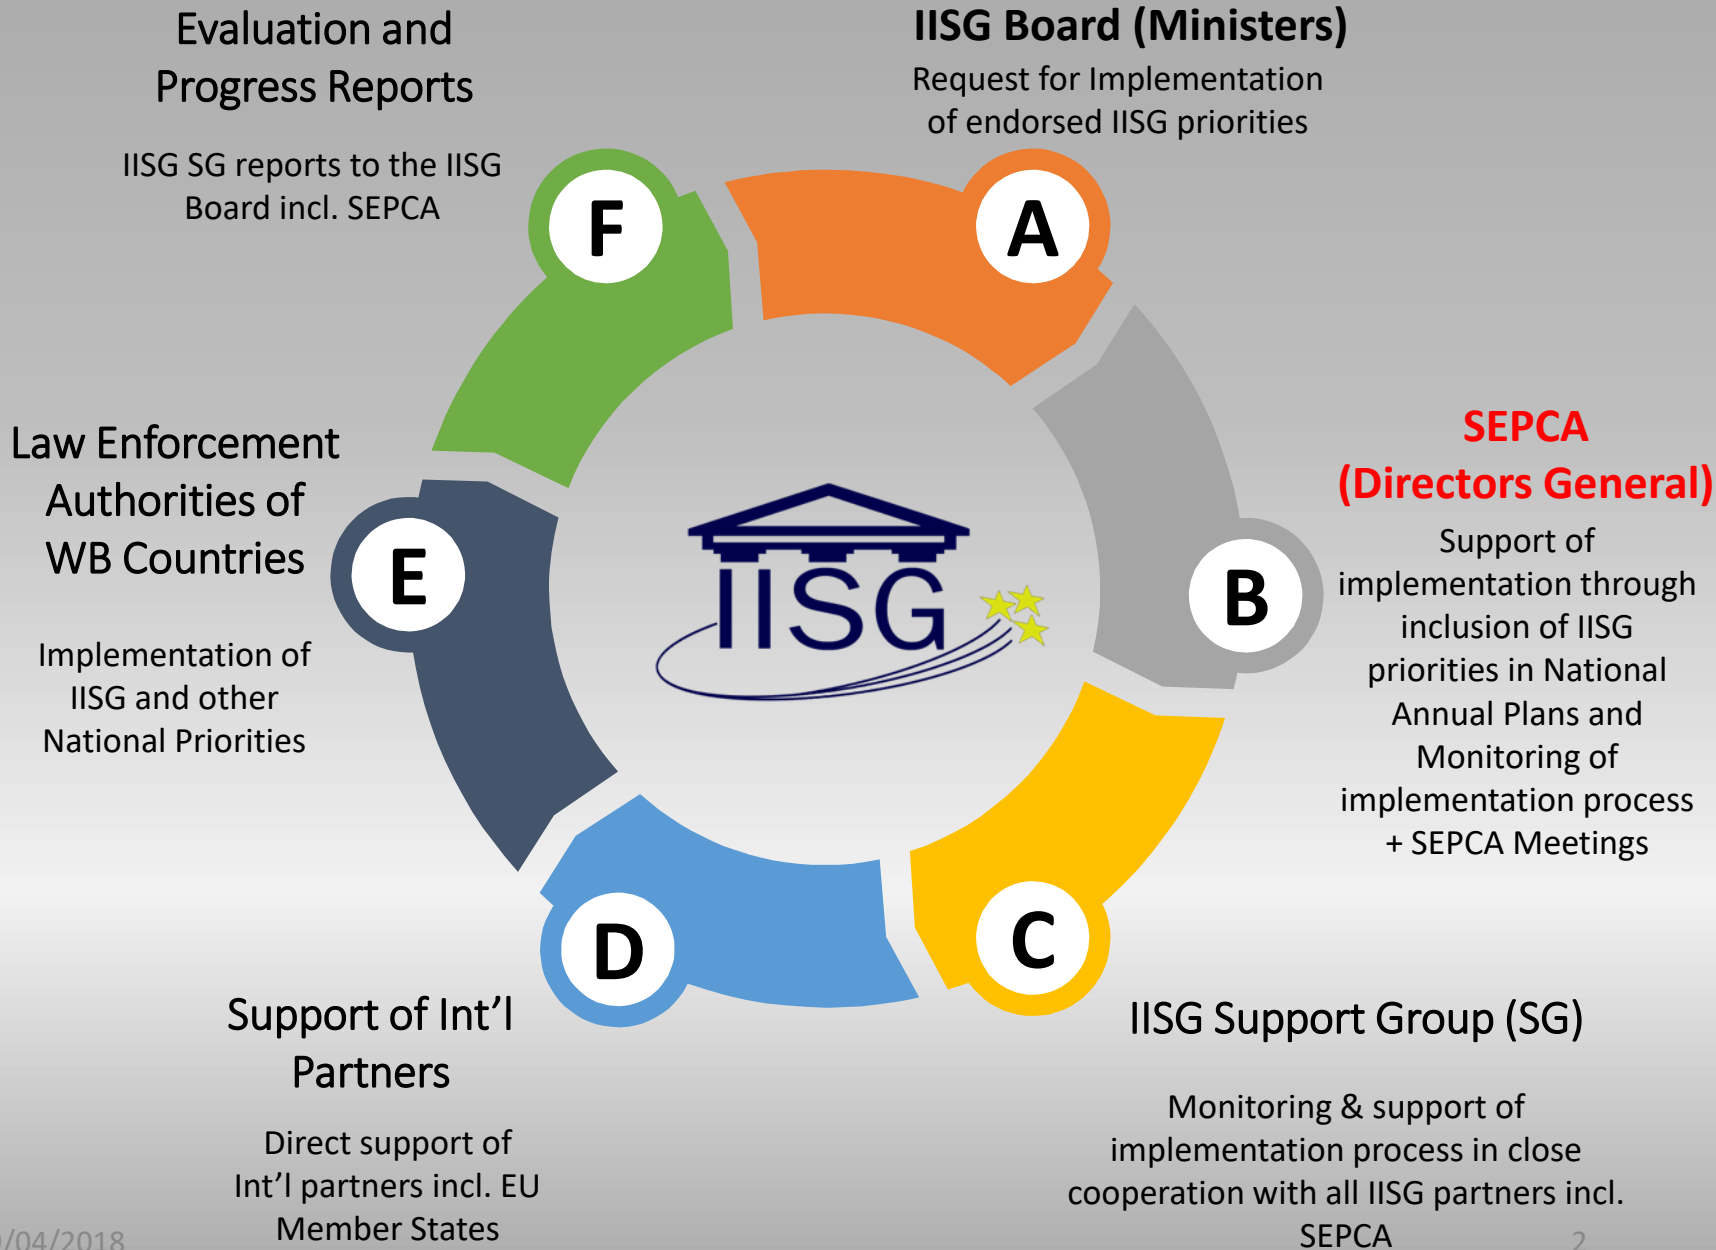 Evaluation and
Progress Reports
IISG SG reports to the IISG
Board incl. SEPCA
IISG Board (Ministers)
Request for Implementation
of endorsed IISG priorities
F
A
Law Enforcement
Authorities of
WB Countries
Implementation of
IISG and other
National Priorities
E
IISG
B
SEPCA
(Directors General)
Support of
implementation through
inclusion of IISG
priorities in National
Annual Plans and
Monitoring of
implementation process
+ SEPCA Meetings
D
C
Support of Int’l
Partners
Direct support of
Int’l partners incl. EU
Member States
IISG Support Group (SG)
Monitoring & support of
implementation process in close
cooperation with all IISG partners incl.
SEPCA
/04/2018
2